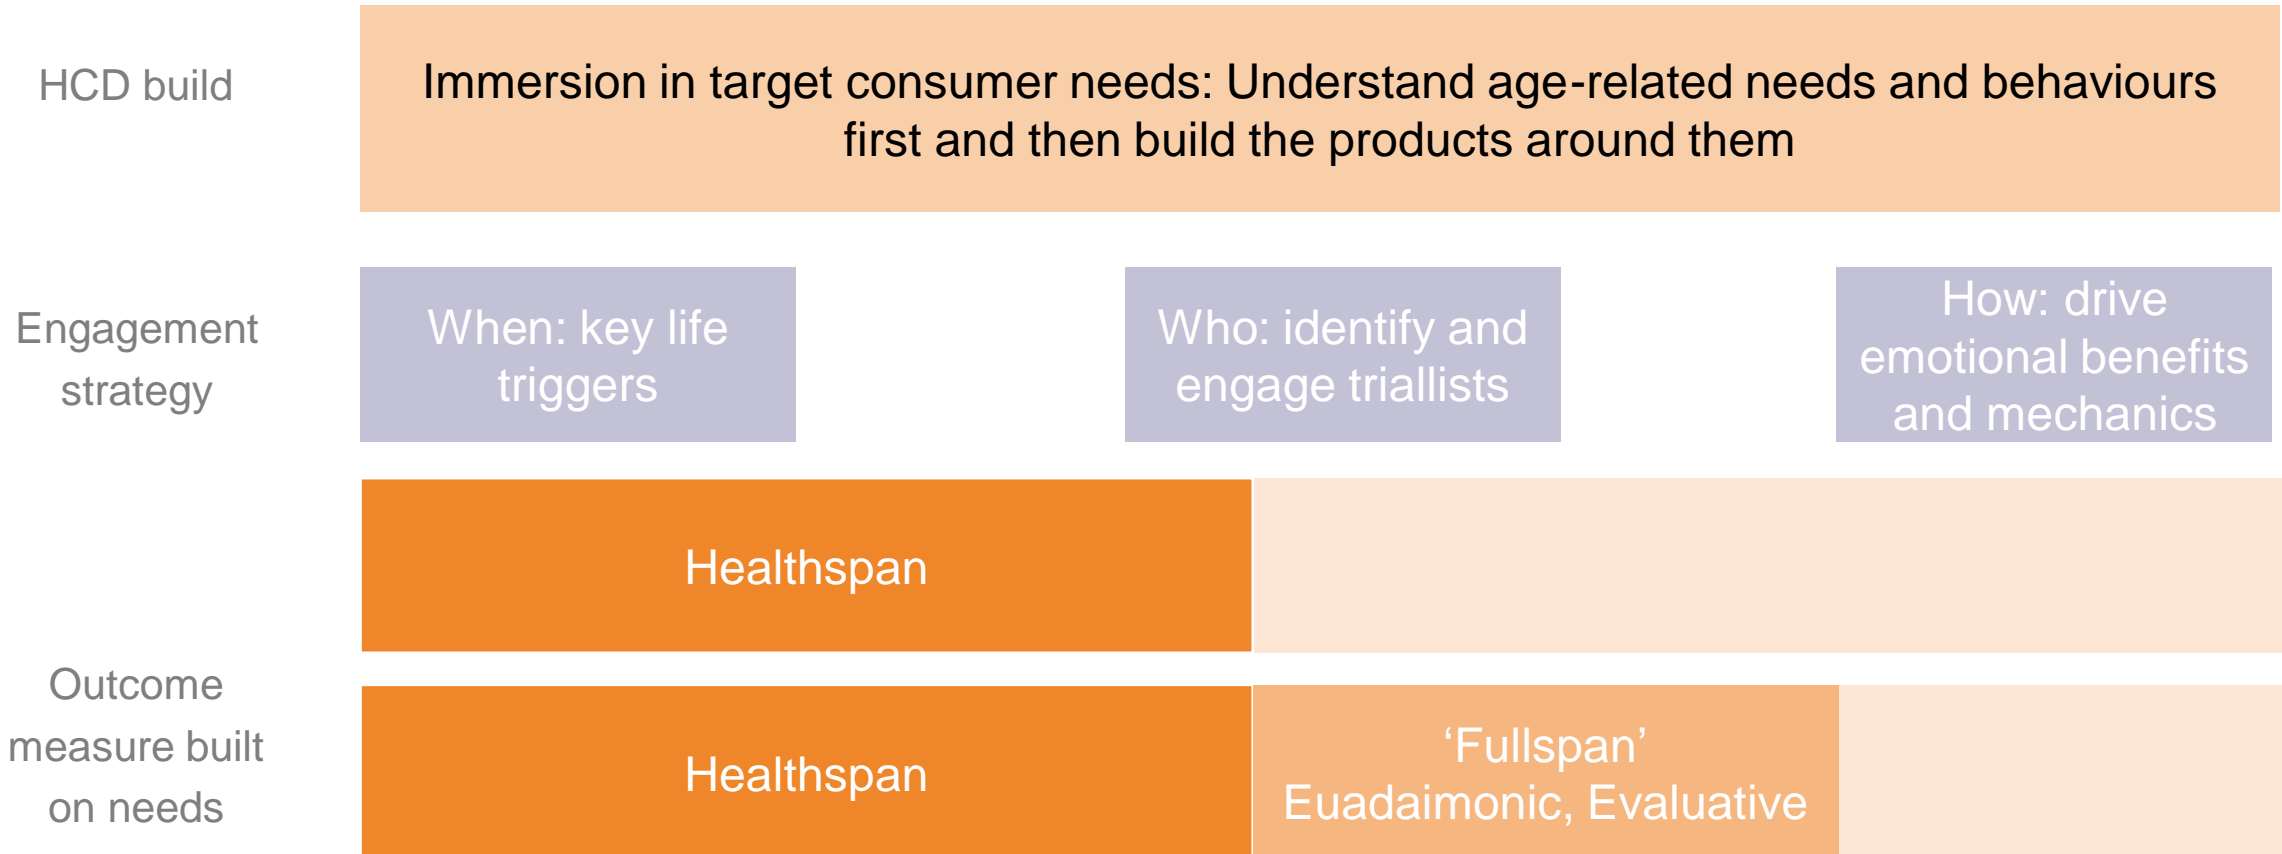 HCD build
Immersion in target consumer needs: Understand age-related needs and behaviours
first and then build the products around them
Engagement
strategy
When: key life
triggers
Who: identify and
engage triallists
How: drive
emotional benefits
and mechanics
Healthspan
Outcome
measure built
on needs
Healthspan
‘Fullspan’
Euadaimonic, Evaluative